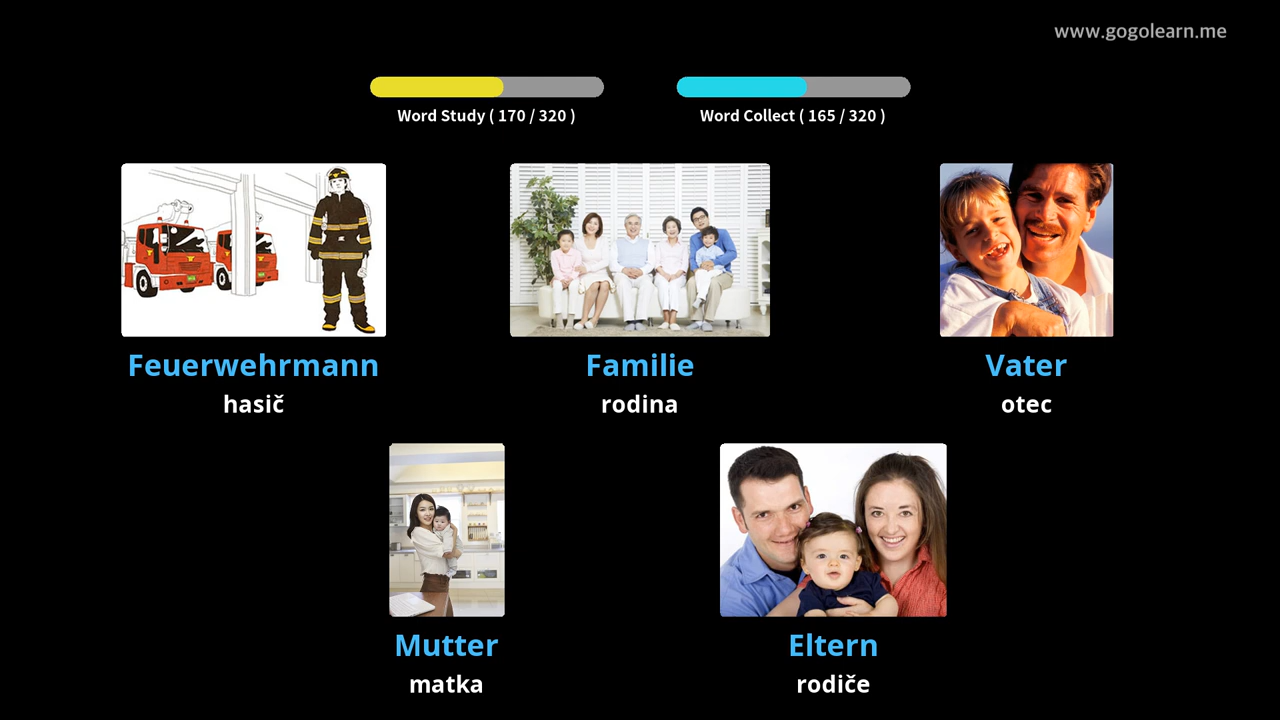 www.gogolearn.me
Word Study ( 170 / 320 )
Word Collect ( 165 / 320 )
Feuerwehrmann
Familie
Vater
hasič
rodina
otec
Mutter
Eltern
matka
rodiče